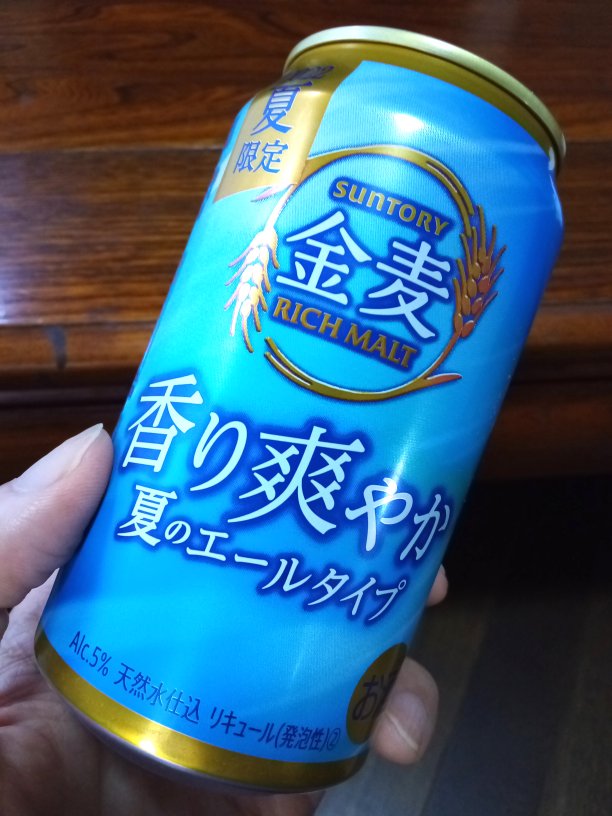 夏
限定
SUNTORY
金麦
RICH MALT
香り爽やか
夏のエールタイプ
Alc.5% 天然水仕込 リキュール(発泡性)②
お